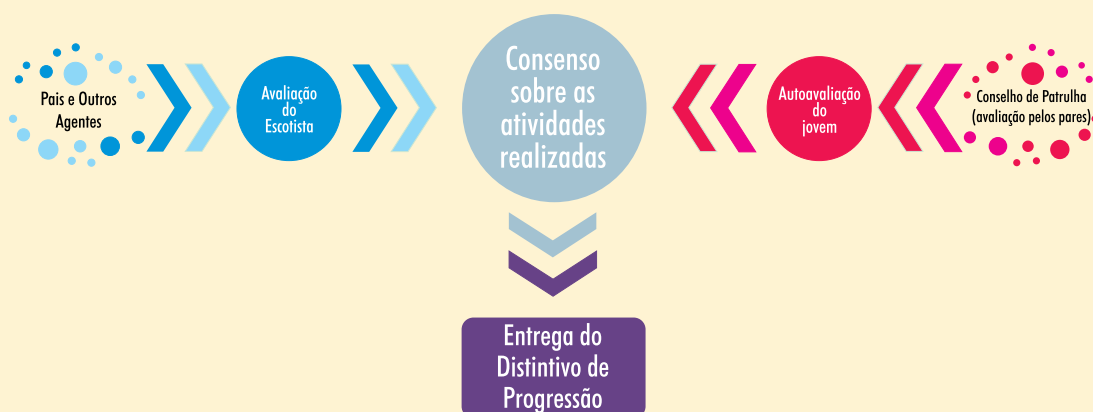 Pais e Outros
Agentes
Avaliação
do
Escotista
Consenso
sobre as
atividades
realizadas
Autoavaliação
do
jovem
Conselho de Patrulha
(avaliação pelos pares)
Entrega do
Distintivo de
Progressão